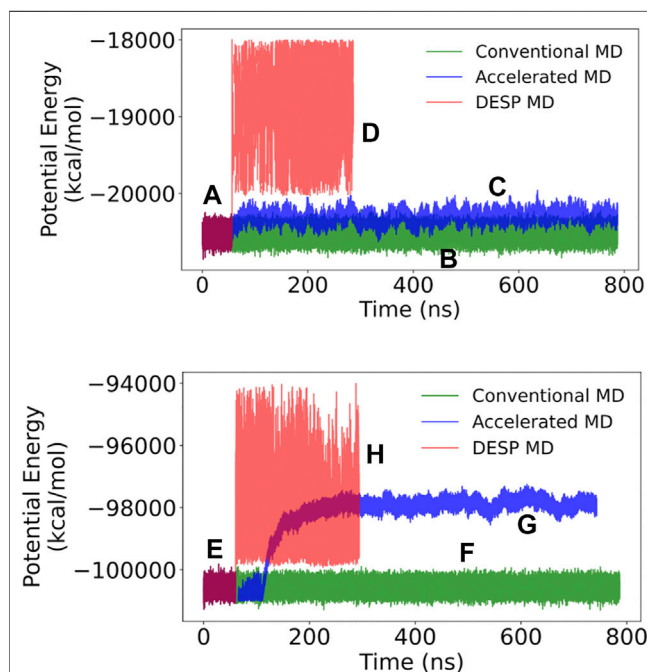 −18000
Conventional MD
Accelerated MD
DESP MD
−19000
D
A
C
−20000
B
0
200
400
600
800
Time (ns)
Potential Energy
(kcal/mol)
−94000
Conventional MD
Accelerated MD
DESP MD
−96000
H
−98000
G
E
F
−100000
0
200
400
600
800
Time (ns)
Potential Energy
(kcal/mol)